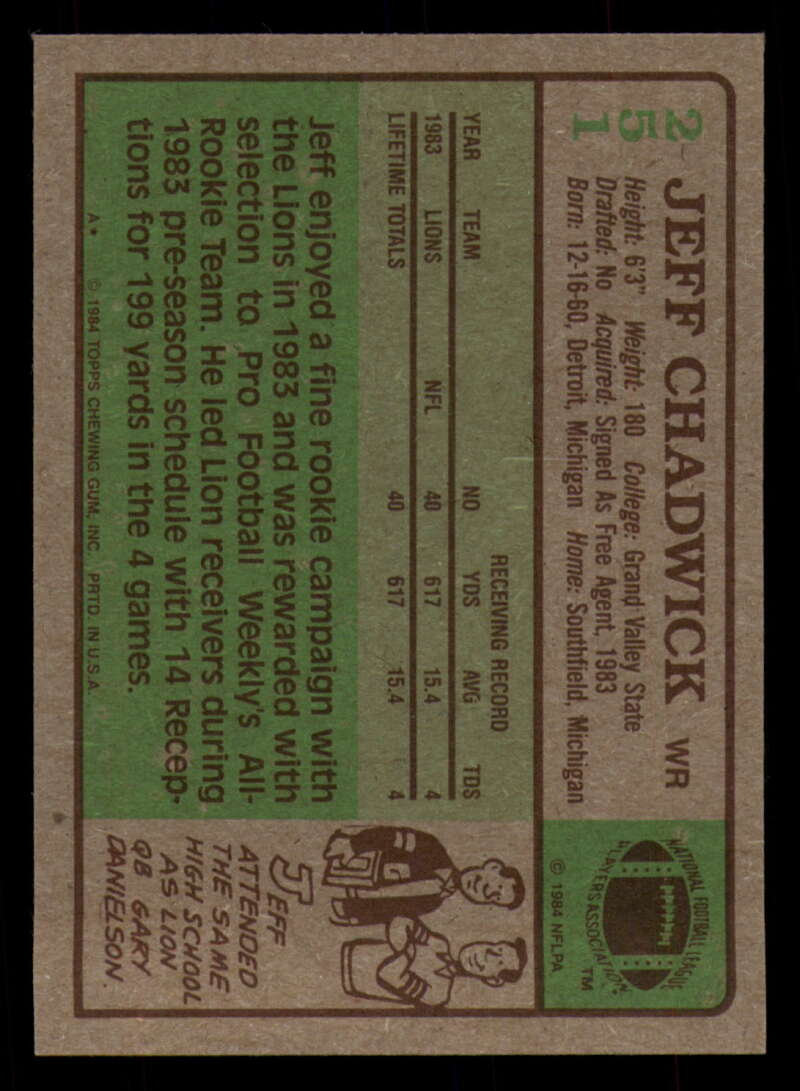 251
JEFF CHADWICK WR
Height: 6'3" Weight: 180 College: Grand Valley State
Drafted: No Acquired: Signed As Free Agent, 1983
Born: 12-16-60, Detroit, Michigan Home: Southfield, Michigan
NATIONAL FOOTBALL LEAGUE
PLAYERS ASSOCIATION
TM
© 1984 NFLPA
RECEIVING RECORD
YEAR TEAM NO YDS AVG TDS
1983 LIONS NFL 40 617 15.4 4
LIFETIME TOTALS 40 617 15.4 4
Jeff enjoyed a fine rookie campaign with
the Lions in 1983 and was rewarded with
selection to Pro Football Weekly's All-
Rookie Team. He led Lion receivers during
1983 pre-season schedule with 14 Recep-
tions for 199 yards in the 4 games.
A* © 1984 TOPPS CHEWING GUM, INC. PRTD. IN U.S.A.
JEFF
ATTENDED
THE SAME
HIGH SCHOOL
AS LION
QB GARY
DANIELSON.